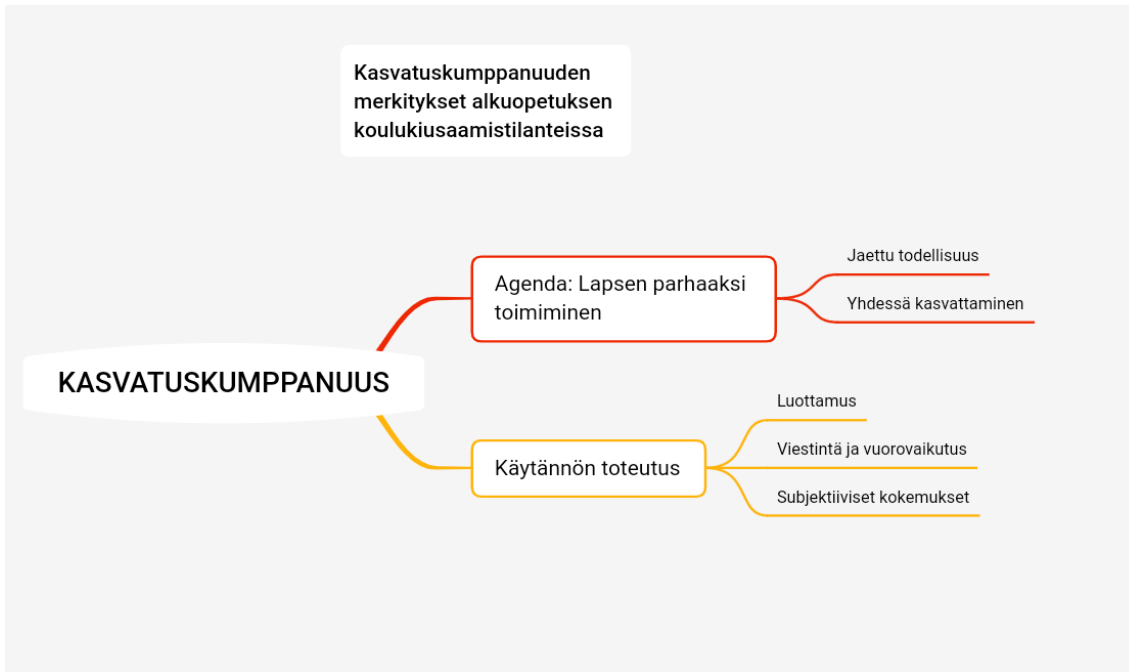 Kasvatuskumppanuuden
merkitykset alkuopetuksen
koulukiusaamistilanteissa
KASVATUSKUMPPANUUS
Agenda: Lapsen parhaaksi
toimiminen
Jaettu todellisuus
Yhdessä kasvattaminen
Käytännön toteutus
Luottamus
Viestintä ja vuorovaikutus
Subjektiiviset kokemukset